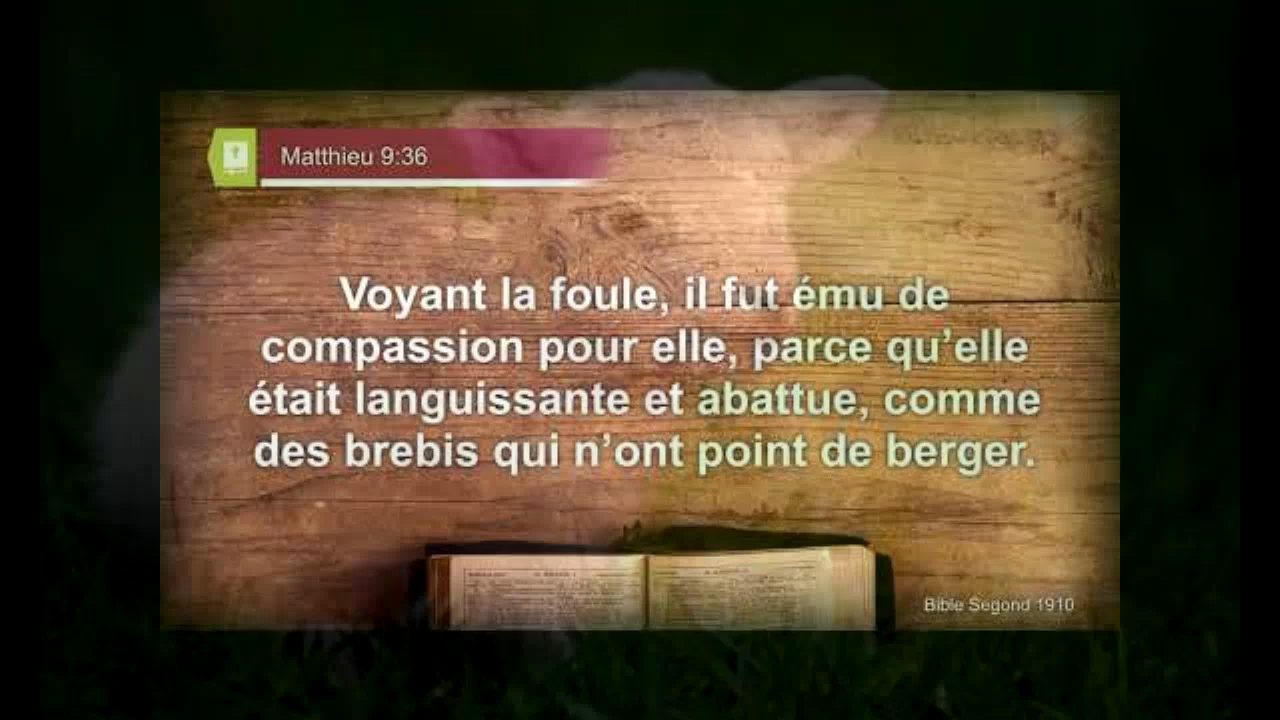 Matthieu 9:36
Voyant la foule, il fut ému de
compassion pour elle, parce qu’elle
était languissante et abattue, comme
des brebis qui n’ont point de berger.
Bible Segond 1910